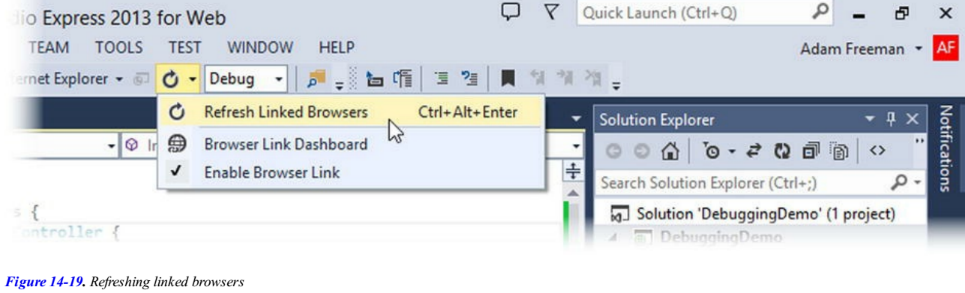 dio Express 2013 for Web
Quick Launch (Ctrl+Q)
TEAM TOOLS TEST WINDOW HELP
Adam Freeman AF
ernet Explorer Debug
Refresh Linked Browsers Ctrl+Alt+Enter
Browser Link Dashboard
Enable Browser Link
Solution Explorer
Notifications
Search Solution Explorer (Ctrl+;)
Solution 'DebuggingDemo' (1 project)
DebuggingDemo
s {
Controller {
Figure 14-19. Refreshing linked browsers